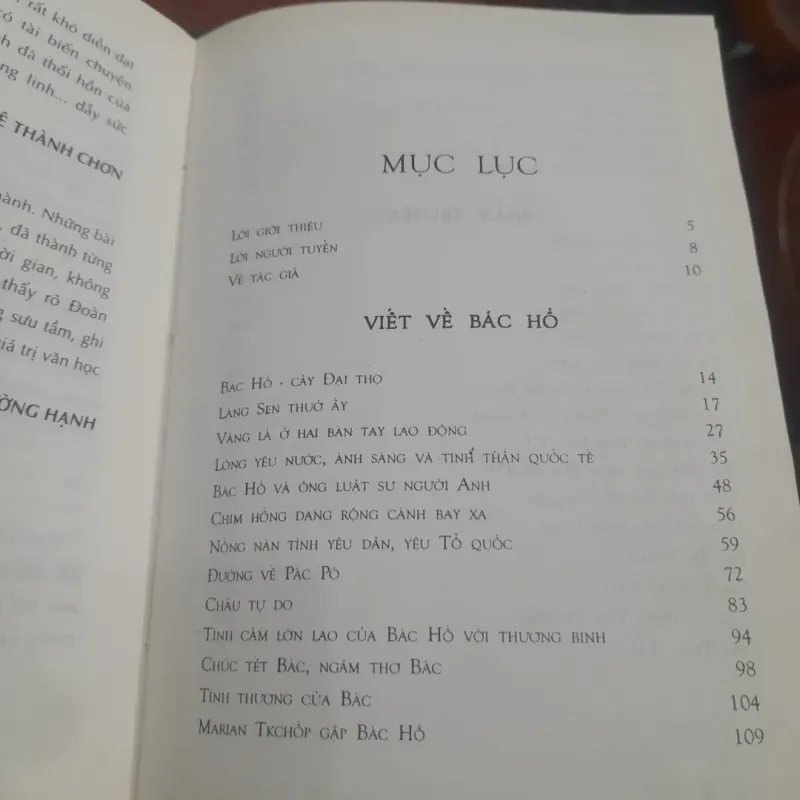 rất khó diễn đạt
có tài biến chuyện
h đã thổi hồn của
ng linh... đầy sức
Ê THÀNH CHƠN
hành. Những bài
, đã thành từng
ời gian, không
thấy rõ Đoàn
g sưu tầm, ghi
giá trị văn học
ỜNG HẠNH
MỤC LỤC
LỜI GIỚI THIỆU 5
LỜI NGƯỜI TUYỂN 8
VỀ TÁC GIẢ 10
VIẾT VỀ BÁC HỒ
BÁC HỒ - CÂY ĐẠI THỌ 14
LÀNG SEN THUỞ ẤY 17
VÀNG LÀ Ở HAI BÀN TAY LAO ĐỘNG 27
LÒNG YÊU NƯỚC, ÁNH SÁNG VÀ TINH THẦN QUỐC TẾ 35
BÁC HỒ VÀ ÔNG LUẬT SƯ NGƯỜI ANH 48
CHIM HỒNG DANG RỘNG CÁNH BAY XA 56
NỒNG NÀN TÌNH YÊU DÂN, YÊU TỔ QUỐC 59
ĐƯỜNG VỀ PÁC PÓ 72
CHÂU TỰ DO 83
TÌNH CẢM LỚN LAO CỦA BÁC HỒ VỚI THƯƠNG BINH 94
CHÚC TẾT BÁC, NGÂM THƠ BÁC 98
TÌNH THƯƠNG CỦA BÁC 104
MARIAN TKCHỐP GẶP BÁC HỒ 109